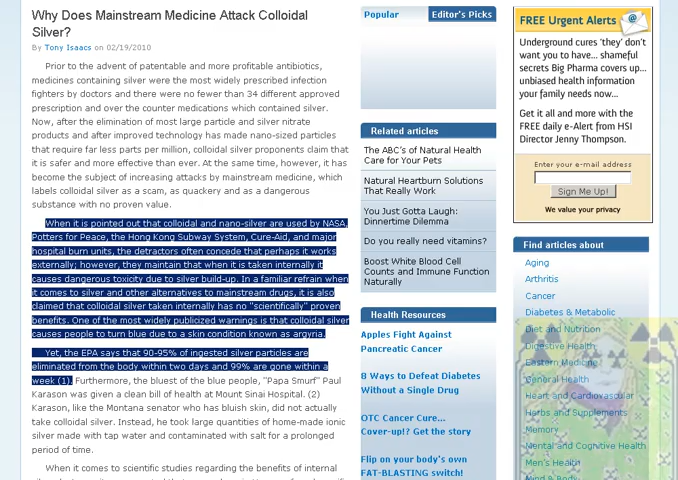 Why Does Mainstream Medicine Attack Colloidal
Silver?
By Tony Isaacs on 02/19/2010
Prior to the advent of patentable and more profitable antibiotics,
medicines containing silver were the most widely prescribed infection
fighters by doctors and there were no fewer than 34 different approved
prescription and over the counter medications which contained silver.
Now, after the elimination of most large particle and silver nitrate
products and after improved technology has made nano-sized particles
that require far less parts per million, colloidal silver proponents claim that
it is safer and more effective than ever. At the same time, however, it has
become the subject of increasing attacks by mainstream medicine, which
labels colloidal silver as a scam, as quackery and as a dangerous
substance with no proven value.
When it is pointed out that colloidal and nano-silver are used by NASA,
Potters for Peace, the Hong Kong Subway System, Cure-Aid, and major
hospital burn units, the detractors often concede that perhaps it works
externally; however, they maintain that when it is taken internally it
causes dangerous toxicity due to silver build-up. In a familiar refrain when
it comes to silver and other alternatives to mainstream drugs, it is also
claimed that colloidal silver taken internally has no "scientifically" proven
benefits. One of the most widely publicized warnings is that colloidal silver
causes people to turn blue due to a skin condition known as argyria.
Yet, the EPA says that 90-95% of ingested silver particles are
eliminated from the body within two days and 99% are gone within a
week (1). Furthermore, the bluest of the blue people, "Papa Smurf" Paul
Karason was given a clean bill of health at Mount Sinai Hospital. (2)
Karason, like the Montana senator who has bluish skin, did not actually
take colloidal silver. Instead, he took large quantities of home-made ionic
silver made with tap water and contaminated with salt for a prolonged
period of time.
When it comes to scientific studies regarding the benefits of internal
Popular
Editor's Picks
Related articles
The ABC's of Natural Health
Care for Your Pets
Natural Heartburn Solutions
That Really Work
You Just Gotta Laugh:
Dinnertime Dilemma
Do you really need vitamins?
Boost White Blood Cell
Counts and Immune Function
Naturally
Health Resources
Apples Fight Against
Pancreatic Cancer
8 Ways to Defeat Diabetes
Without a Single Drug
OTC Cancer Cure...
Cover-up!? Get the story
Flip on your body's own
FAT-BLASTING switch!
FREE Urgent Alerts
Underground cures 'they' don't
want you to have... shameful
secrets Big Pharma covers up...
unbiased health information
your family needs now...
Get it all and more with the
FREE daily e-Alert from HSI
Director Jenny Thompson.
Enter your e-mail address
Sign Me Up!
We value your privacy
Find articles about
Aging
Arthritis
Cancer
Diabetes & Metabolic
Diet and Nutrition
Digestive Health
Eastern Medicine
General Health
Heart and Cardiovascular
Herbs and Supplements
Memory
Mental and Cognitive Health
Men's Health
Mind & Body